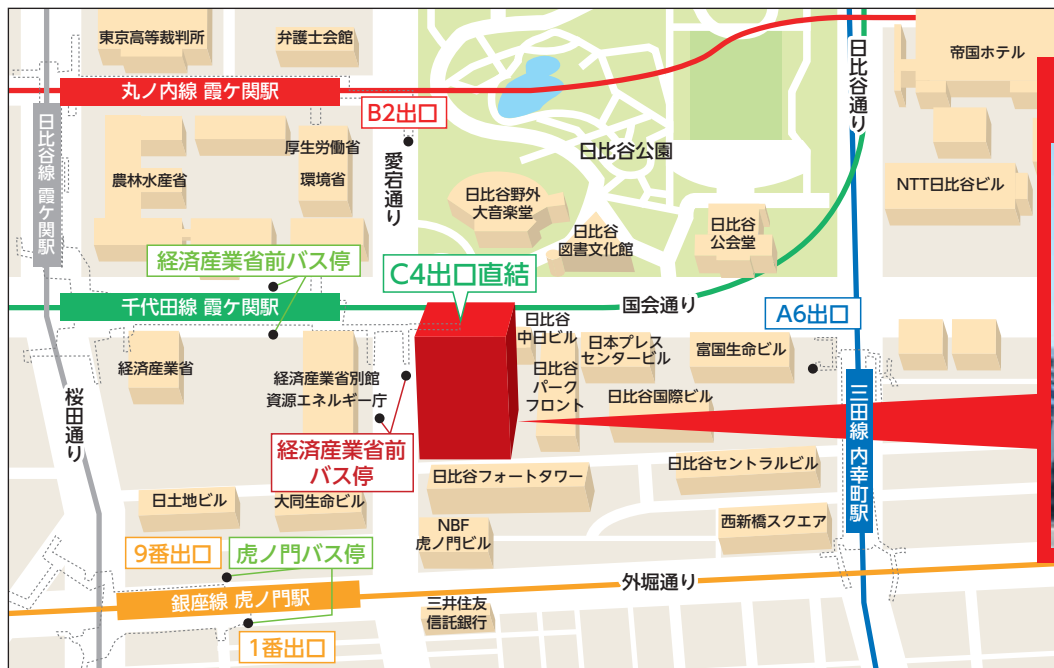 東京高等裁判所
弁護士会館
帝国ホテル
丸ノ内線 霞ケ関駅
B2出口
日比谷通り
日比谷線 霞ケ関駅
厚生労働省
環境省
農林水産省
愛宕通り
日比谷公園
NTT日比谷ビル
日比谷野外
大音楽堂
日比谷
図書文化館
日比谷
公会堂
経済産業省前バス停
C4出口直結
千代田線 霞ケ関駅
国会通り
A6出口
日比谷
中日ビル
日本プレス
センタービル
富国生命ビル
経済産業省
経済産業省別館
資源エネルギー庁
日比谷
パーク
フロント
日比谷国際ビル
桜田通り
三田線 内幸町駅
経済産業省前
バス停
日比谷フォートタワー
日比谷セントラルビル
日土地ビル
大同生命ビル
NBF
虎ノ門ビル
西新橋スクエア
9番出口
虎ノ門バス停
外堀通り
銀座線 虎ノ門駅
三井住友
信託銀行
1番出口